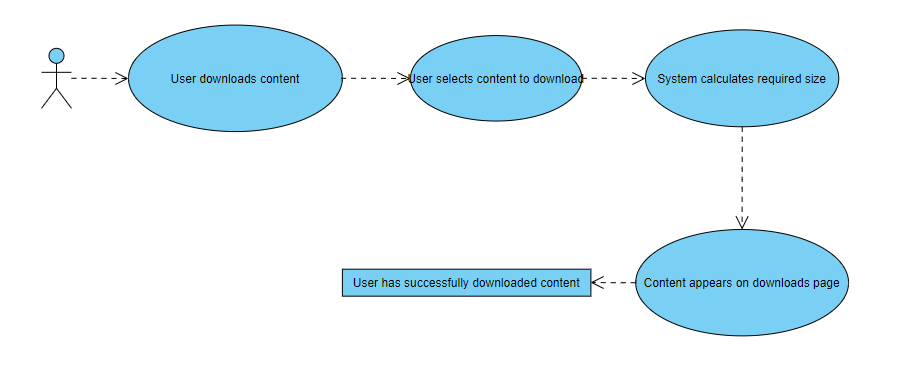 User downloads content
User selects content to download
System calculates required size
Content appears on downloads page
User has successfully downloaded content